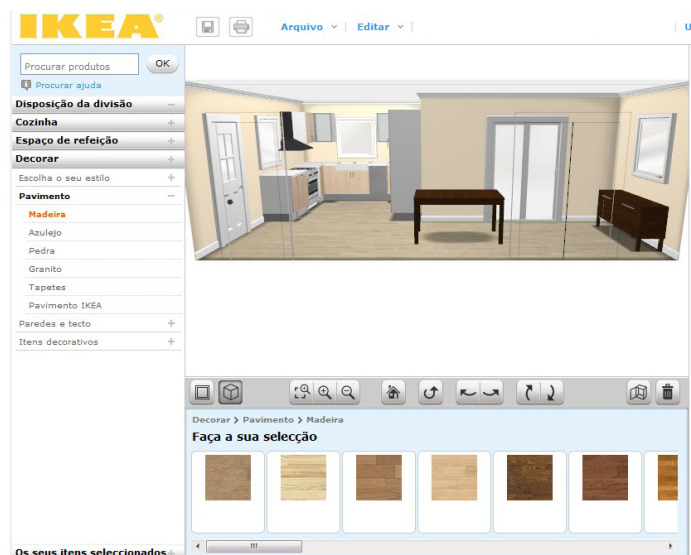 IKEA®
Arquivo
Editar
U
Procurar produtos
OK
Procurar ajuda
Disposição da divisão
Cozinha
Espaço de refeição
Decorar
Escolha o seu estilo
Pavimento
Madeira
Azulejo
Pedra
Granito
Tapetes
Pavimento IKEA
Paredes e tecto
Itens decorativos
Decorar > Pavimento > Madeira
Faça a sua selecção
Os seus itens seleccionados